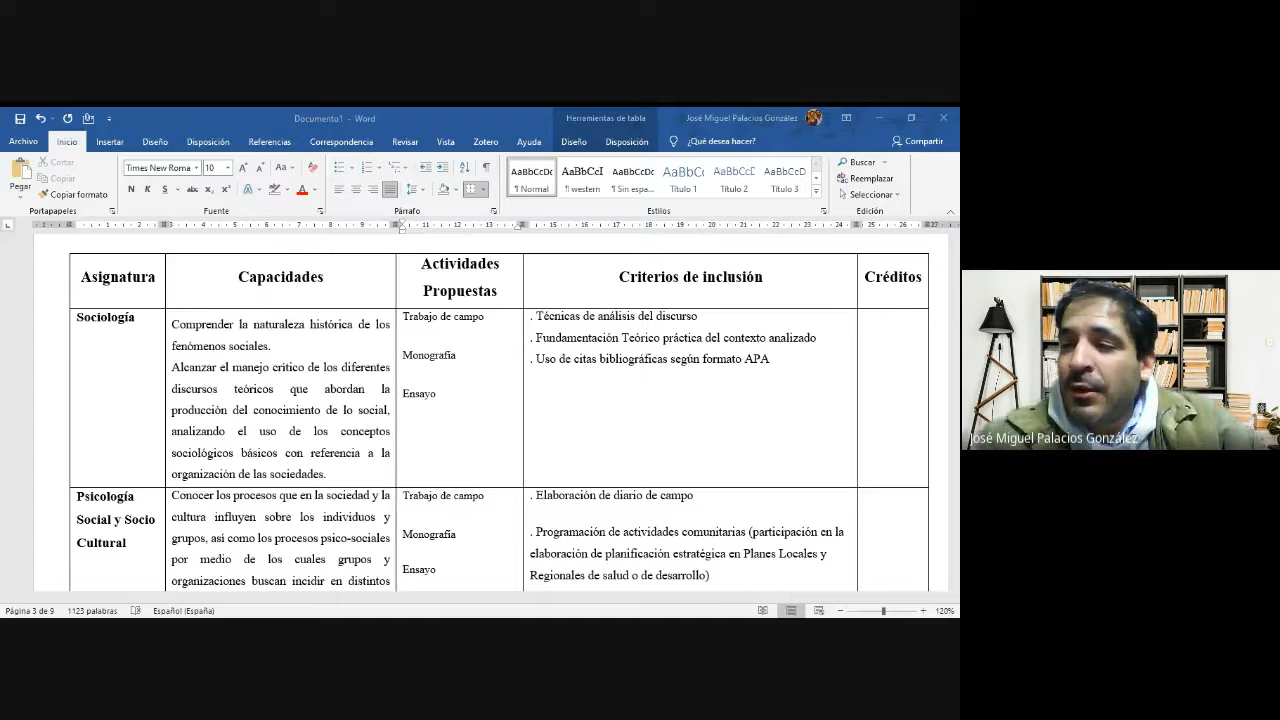 Documento1 - Word
Herramientas de tabla
José Miguel Palacios González
Archivo Inicio Insertar Diseño Disposición Referencias Correspondencia Revisar Vista Zotero Ayuda Diseño Disposición ¿Qué desea hacer? Compartir
Pegar
Cortar
Copiar
Copiar formato
Portapapeles
Times New Roma 10
Fuente
Párrafo
AaBbCcDc AaBbCcI AaBbCcDc AaBbCc AaBbCcD AaBbCcDc
¶ Normal ¶ western ¶ Sin espa... Título 1 Título 2 Título 3
Estilos
Buscar
Reemplazar
Seleccionar
Edición
Asignatura
Capacidades
Actividades
Propuestas
Criterios de inclusión
Créditos
Sociología
Comprender la naturaleza histórica de los
fenómenos sociales.
Alcanzar el manejo critico de los diferentes
discursos teóricos que abordan la
producción del conocimiento de lo social,
analizando el uso de los conceptos
sociológicos básicos con referencia a la
organización de las sociedades.
Trabajo de campo
Monografía
Ensayo
. Técnicas de análisis del discurso
. Fundamentación Teórico práctica del contexto analizado
. Uso de citas bibliográficas según formato APA
Psicología
Social y Socio
Cultural
Conocer los procesos que en la sociedad y la
cultura influyen sobre los individuos y
grupos, así como los procesos psico-sociales
por medio de los cuales grupos y
organizaciones buscan incidir en distintos
Trabajo de campo
Monografía
Ensayo
. Elaboración de diario de campo
. Programación de actividades comunitarias (participación en la
elaboración de planificación estratégica en Planes Locales y
Regionales de salud o de desarrollo)
Página 3 de 9 1123 palabras Español (España) 120%
José Miguel Palacios González